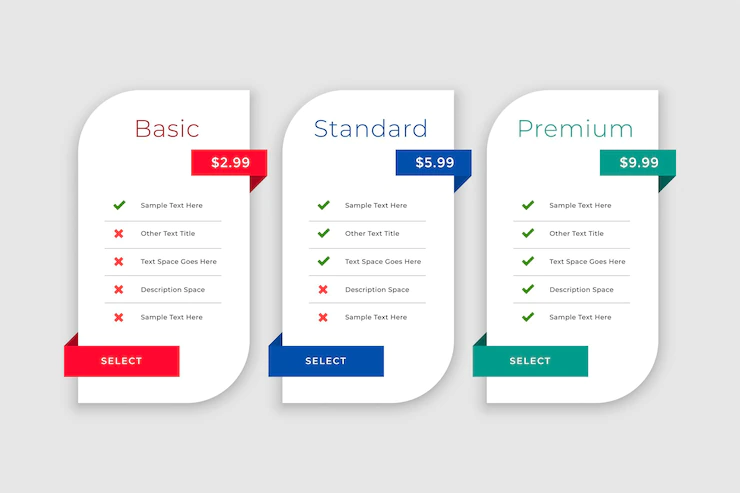 Basic
$2.99
Sample Text Here
Other Text Title
Text Space Goes Here
Description Space
Sample Text Here
SELECT
Standard
$5.99
Sample Text Here
Other Text Title
Text Space Goes Here
Description Space
Sample Text Here
SELECT
Premium
$9.99
Sample Text Here
Other Text Title
Text Space Goes Here
Description Space
Sample Text Here
SELECT